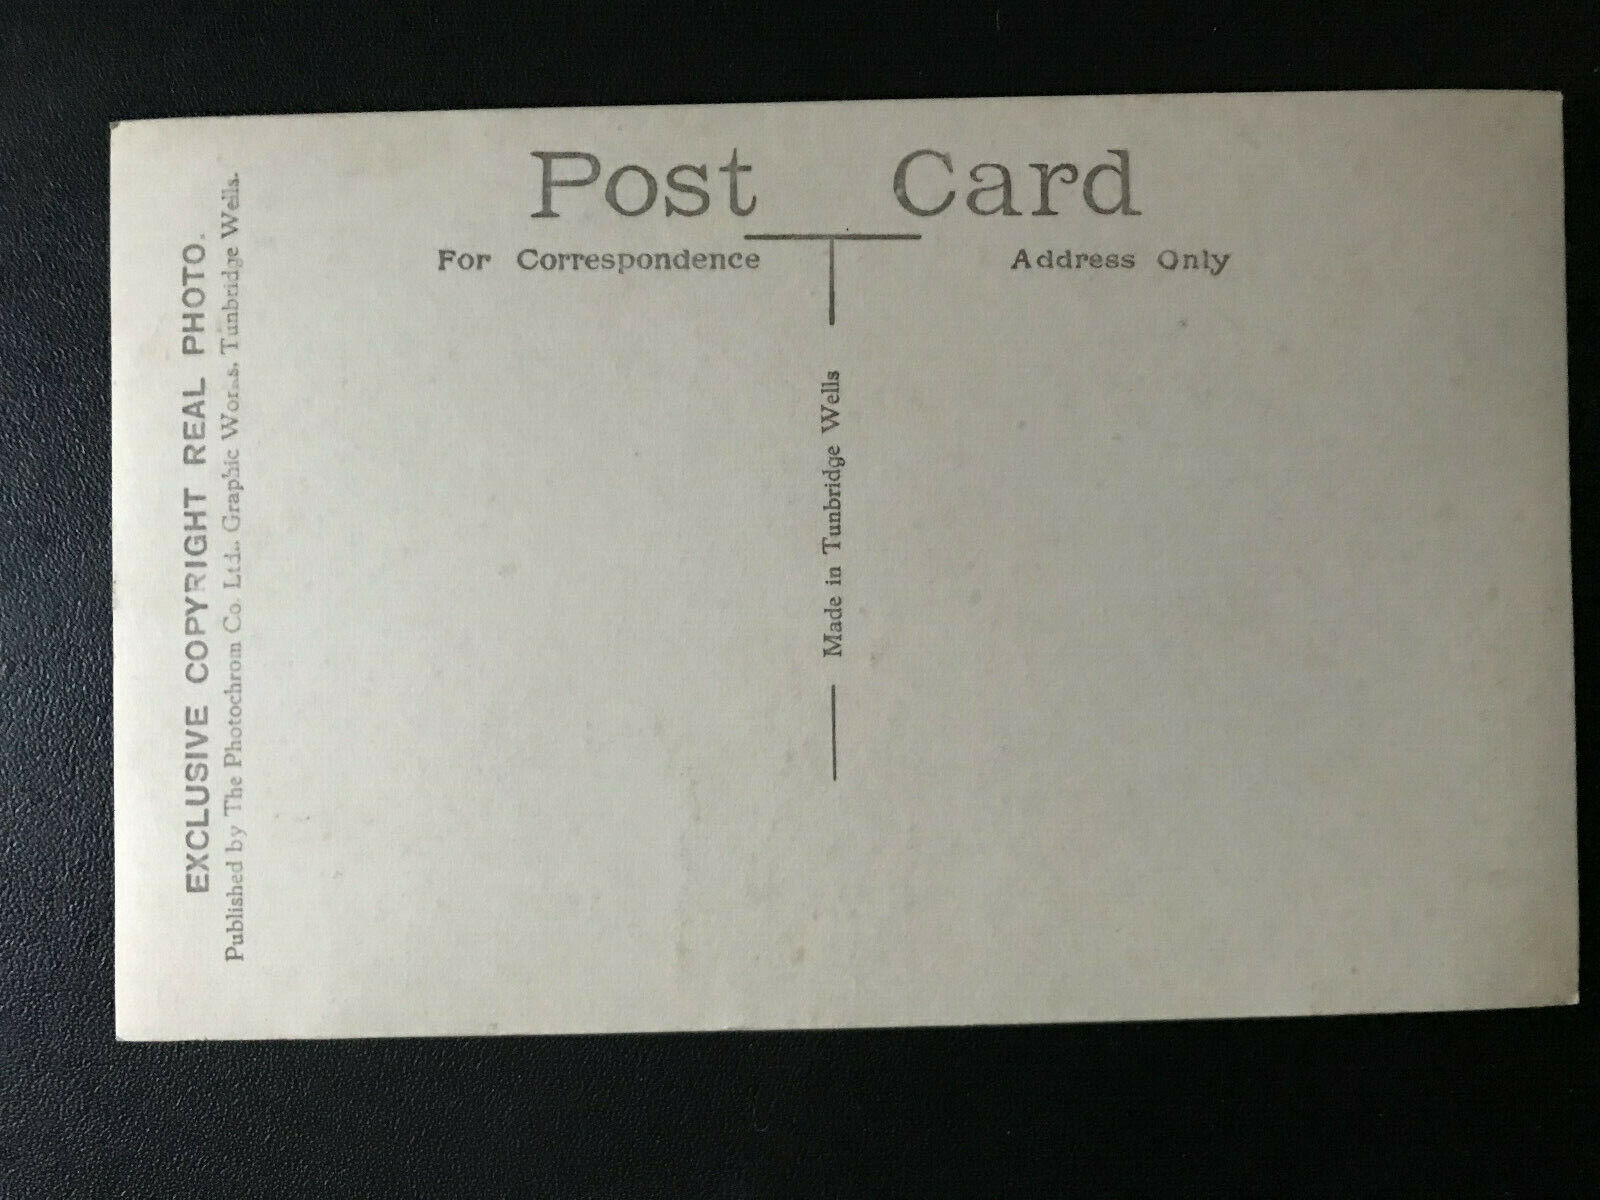 Post Card
For Correspondence
Address Only
EXCLUSIVE COPYRIGHT REAL PHOTO.
Published by The Photochrom Co. Ltd., Graphic Works, Tunbridge Wells.
Made in Tunbridge Wells